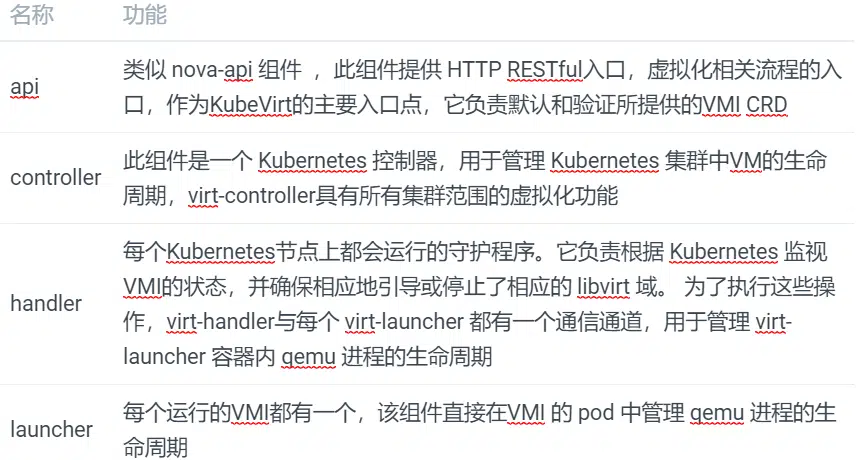 名称 功能
类似 nova-api 组件 ，此组件提供 HTTP RESTful入口，虚拟化相关流程的入
api
口，作为KubeVirt的主要入口点，它负责默认和验证所提供的VMI CRD
此组件是一个 Kubernetes 控制器，用于管理 Kubernetes 集群中VM的生命
controller
周期，virt-controller具有所有集群范围的虚拟化功能
每个Kubernetes节点上都会运行的守护程序。它负责根据 Kubernetes 监视
VMI的状态，并确保相应地引导或停止了相应的 libvirt 域。 为了执行这些操
handler
作，virt-handler与每个 virt-launcher 都有一个通信通道，用于管理 virt-
launcher 容器内 qemu 进程的生命周期
每个运行的VMI都有一个，该组件直接在VMI 的 pod 中管理 qemu 进程的生
launcher
命周期